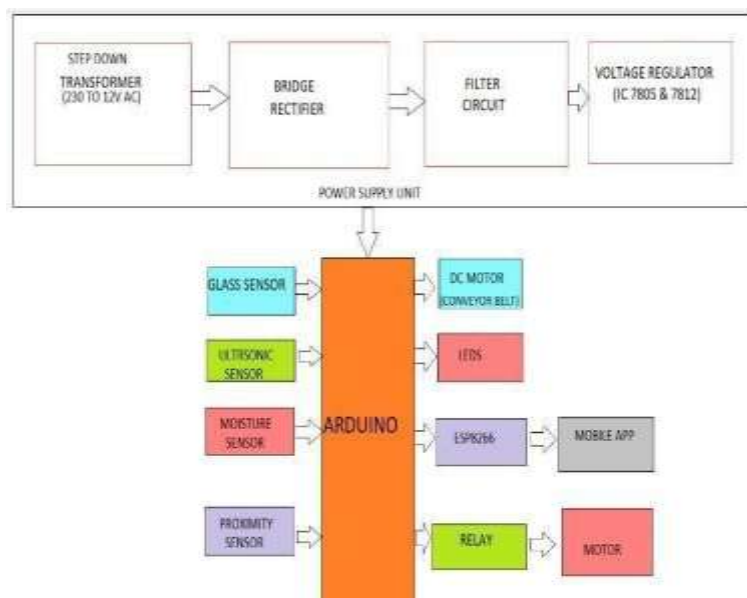 STEP DOWN
TRANSFORMER
(230 TO 12V AC)
BRIDGE
RECTIFIER
FILTER
CIRCUIT
VOLTAGE REGULATOR
(IC 7805 & 7812)
POWER SUPPLY UNIT
GLASS SENSOR
DC MOTOR
(CONVEYOR BELT)
ULTRSONIC
SENSOR
LEDS
MOISTURE
SENSOR
ARDUINO
ESP8266
MOBILE APP
PROXIMITY
SENSOR
RELAY
MOTOR